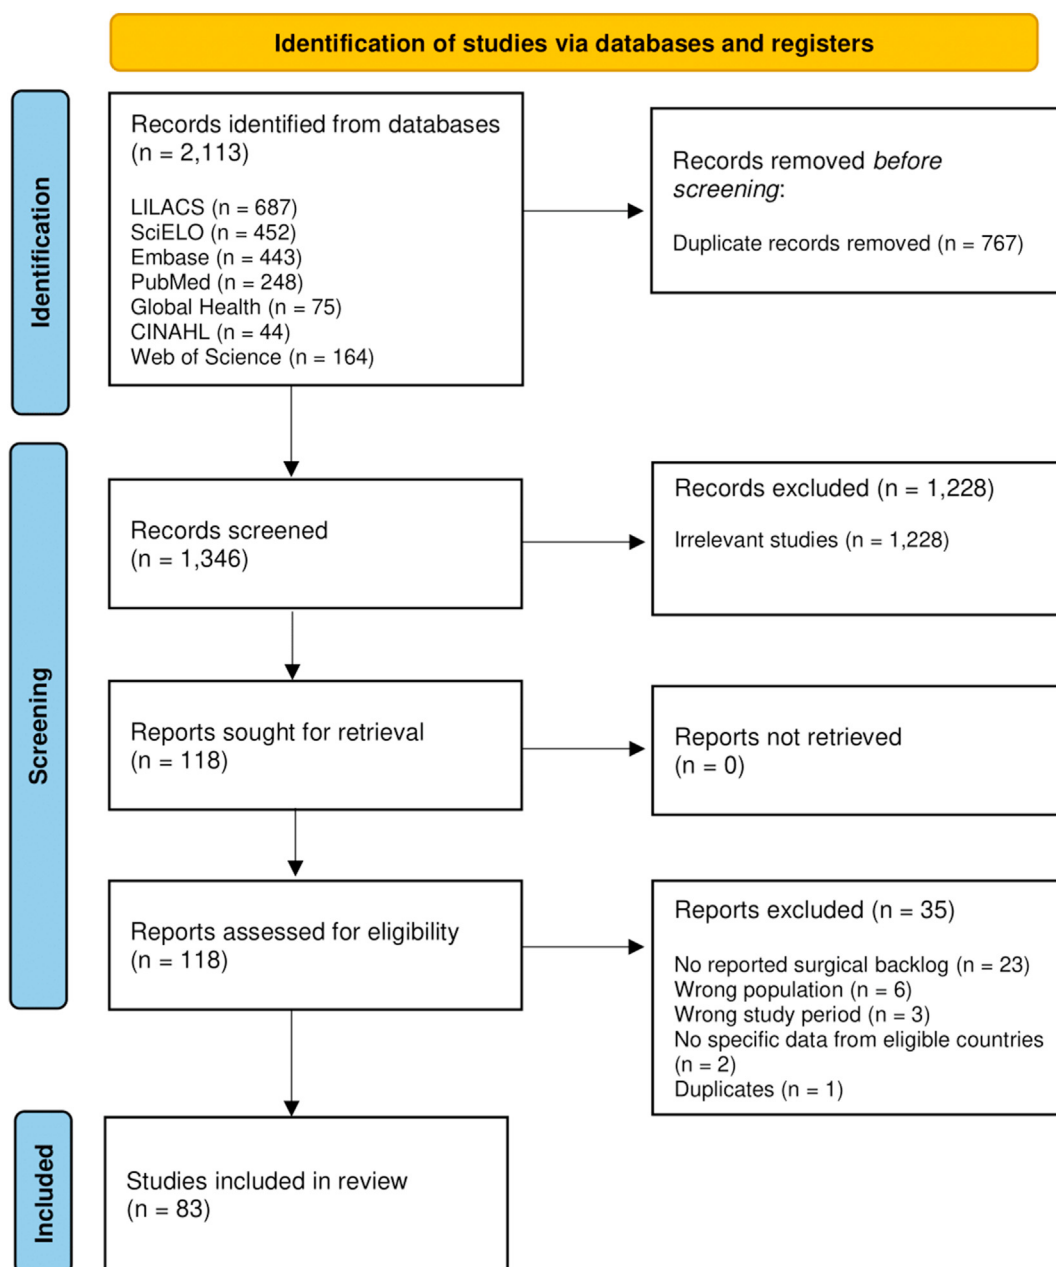 Identification of studies via databases and registers
Identification
Records identified from databases
(n = 2,113)
LILACS (n = 687)
SciELO (n = 452)
Embase (n = 443)
PubMed (n = 248)
Global Health (n = 75)
CINAHL (n = 44)
Web of Science (n = 164)
Records removed before
screening:
Duplicate records removed (n = 767)
Screening
Records screened
(n = 1,346)
Records excluded (n = 1,228)
Irrelevant studies (n = 1,228)
Reports sought for retrieval
(n = 118)
Reports not retrieved
(n = 0)
Reports assessed for eligibility
(n = 118)
Reports excluded (n = 35)
No reported surgical backlog (n = 23)
Wrong population (n = 6)
Wrong study period (n = 3)
No specific data from eligible countries
(n = 2)
Duplicates (n = 1)
Included
Studies included in review
(n = 83)